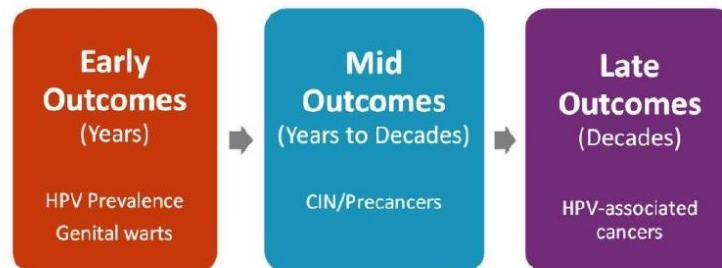 Early
Outcomes
(Years)
HPV Prevalence
Genital warts
Mid
Outcomes
(Years to Decades)
CIN/Precancers
Late
Outcomes
(Decades)
HPV-associated
cancers